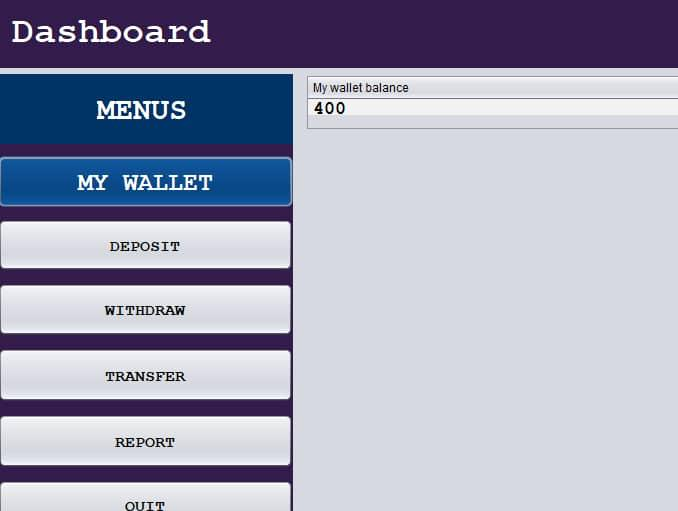 Dashboard
MENUS
MY WALLET
DEPOSIT
WITHDRAW
TRANSFER
REPORT
QUIT
My wallet balance
400